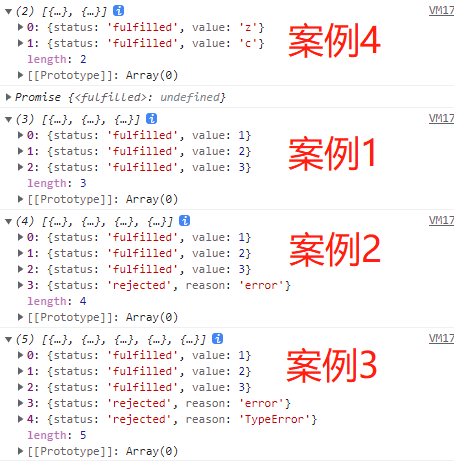 (2) [{…}, {…}] i VM17
0: {status: 'fulfilled', value: 'z'}
1: {status: 'fulfilled', value: 'c'}
length: 2
[[Prototype]]: Array(0)
案例4
Promise {<fulfilled>: undefined}
(3) [{…}, {…}, {…}] i VM17
0: {status: 'fulfilled', value: 1}
1: {status: 'fulfilled', value: 2}
2: {status: 'fulfilled', value: 3}
length: 3
[[Prototype]]: Array(0)
案例1
(4) [{…}, {…}, {…}, {…}] i VM17
0: {status: 'fulfilled', value: 1}
1: {status: 'fulfilled', value: 2}
2: {status: 'fulfilled', value: 3}
3: {status: 'rejected', reason: 'error'}
length: 4
[[Prototype]]: Array(0)
案例2
(5) [{…}, {…}, {…}, {…}, {…}] i VM17
0: {status: 'fulfilled', value: 1}
1: {status: 'fulfilled', value: 2}
2: {status: 'fulfilled', value: 3}
3: {status: 'rejected', reason: 'error'}
4: {status: 'rejected', reason: 'TypeError'}
length: 5
[[Prototype]]: Array(0)
案例3